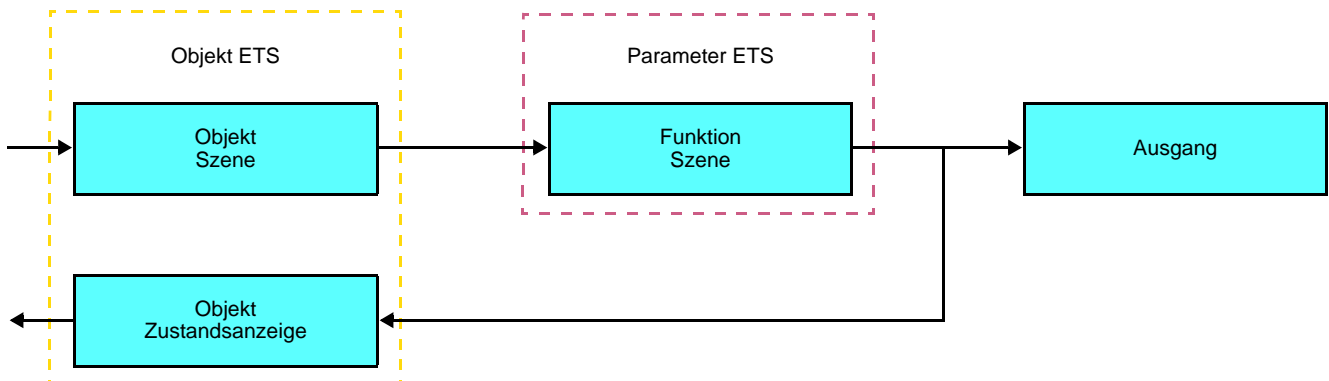 Objekt ETS
Parameter ETS
Objekt
Szene
Funktion
Szene
Ausgang
Objekt
Zustandsanzeige